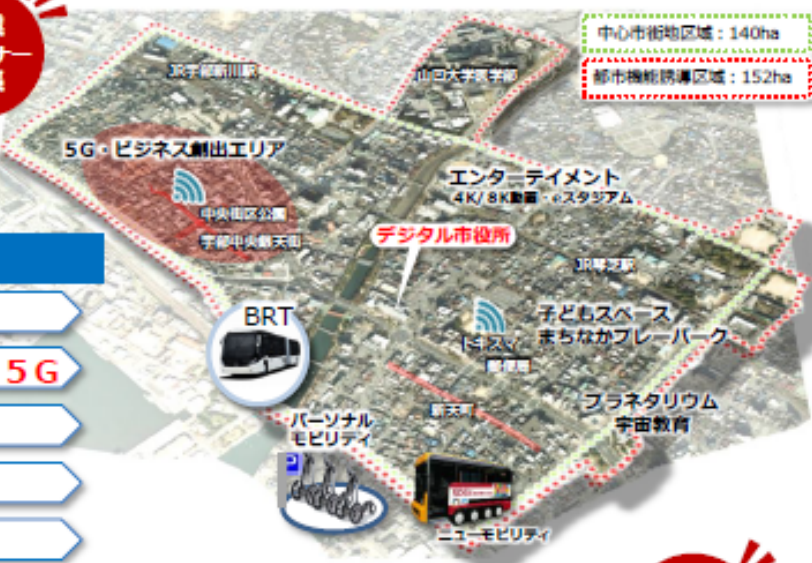 中心市街地区域：140ha
都市機能誘導区域：152ha
JR宇部新川駅
山口大学医学部
5G・ビジネス創出エリア
エンターテイメント
4K/8K動画・eスタジアム
中央街区公園
宇部中央銀天街
デジタル市役所
JR琴芝駅
BRT
5G
子どもスペース
まちなかプレーパーク
トキスマ
郵便局
新天町
プラネタリウム
宇宙教育
パーソナル
モビリティ
P
ニューモビリティ